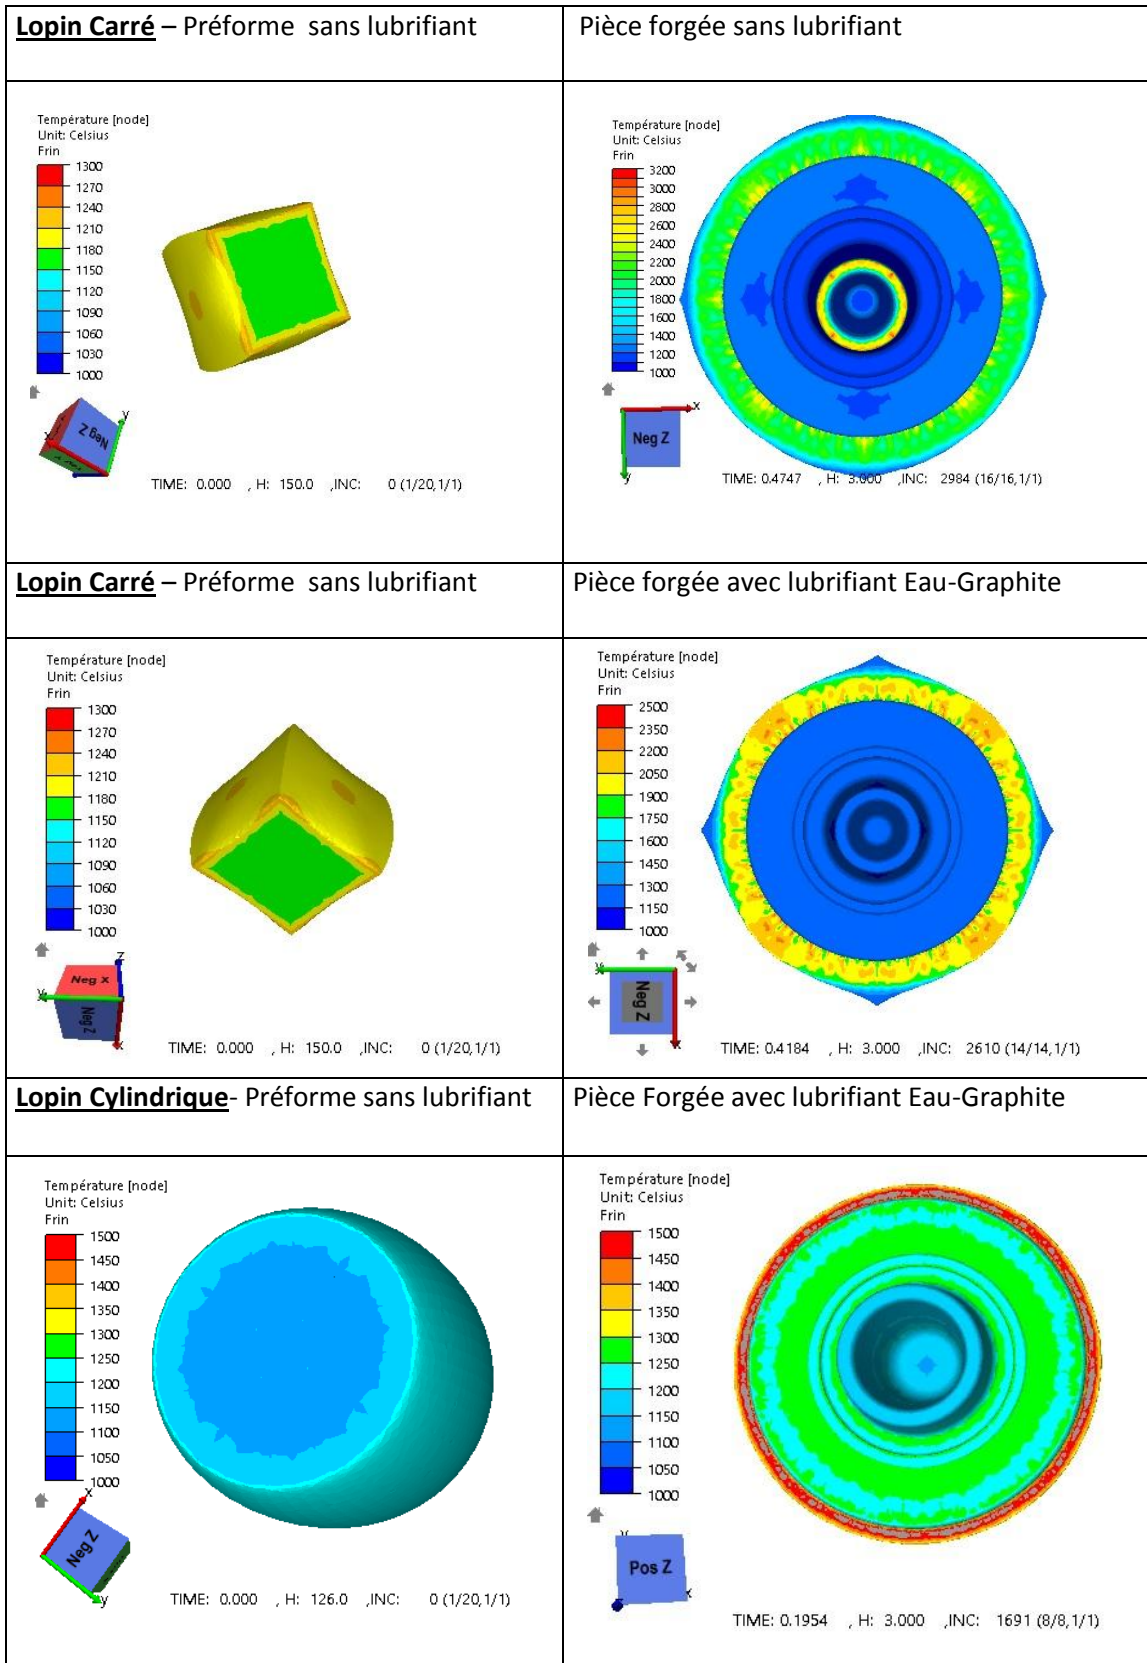 Lopin Carré – Préforme  sans lubrifiant
Pièce forgée sans lubrifiant
Température [node]
Unit: Celsius
Frin
1300
1270
1240
1210
1180
1150
1120
1090
1060
1030
1000
Neg Z
x
y
TIME: 0.000 , H: 150.0 ,INC: 0 (1/20,1/1)
Température [node]
Unit: Celsius
Frin
3200
3000
2800
2600
2400
2200
2000
1800
1600
1400
1200
1000
x
Neg Z
y
TIME: 0.4747 , H: 3.000 ,INC: 2984 (16/16,1/1)
Lopin Carré – Préforme  sans lubrifiant
Pièce forgée avec lubrifiant Eau-Graphite
Température [node]
Unit: Celsius
Frin
1300
1270
1240
1210
1180
1150
1120
1090
1060
1030
1000
Z
Neg X
y
Neg Z
x
TIME: 0.000 , H: 150.0 ,INC: 0 (1/20,1/1)
Température [node]
Unit: Celsius
Frin
2500
2350
2200
2050
1900
1750
1600
1450
1300
1150
1000
y
Neg Z
x
TIME: 0.4184 , H: 3.000 ,INC: 2610 (14/14,1/1)
Lopin Cylindrique- Préforme sans lubrifiant
Pièce Forgée avec lubrifiant Eau-Graphite
Température [node]
Unit: Celsius
Frin
1500
1450
1400
1350
1300
1250
1200
1150
1100
1050
1000
x
Neg Z
y
TIME: 0.000 , H: 126.0 ,INC: 0 (1/20,1/1)
Température [node]
Unit: Celsius
Frin
1500
1450
1400
1350
1300
1250
1200
1150
1100
1050
1000
Pos Z
x
TIME: 0.1954 , H: 3.000 ,INC: 1691 (8/8,1/1)